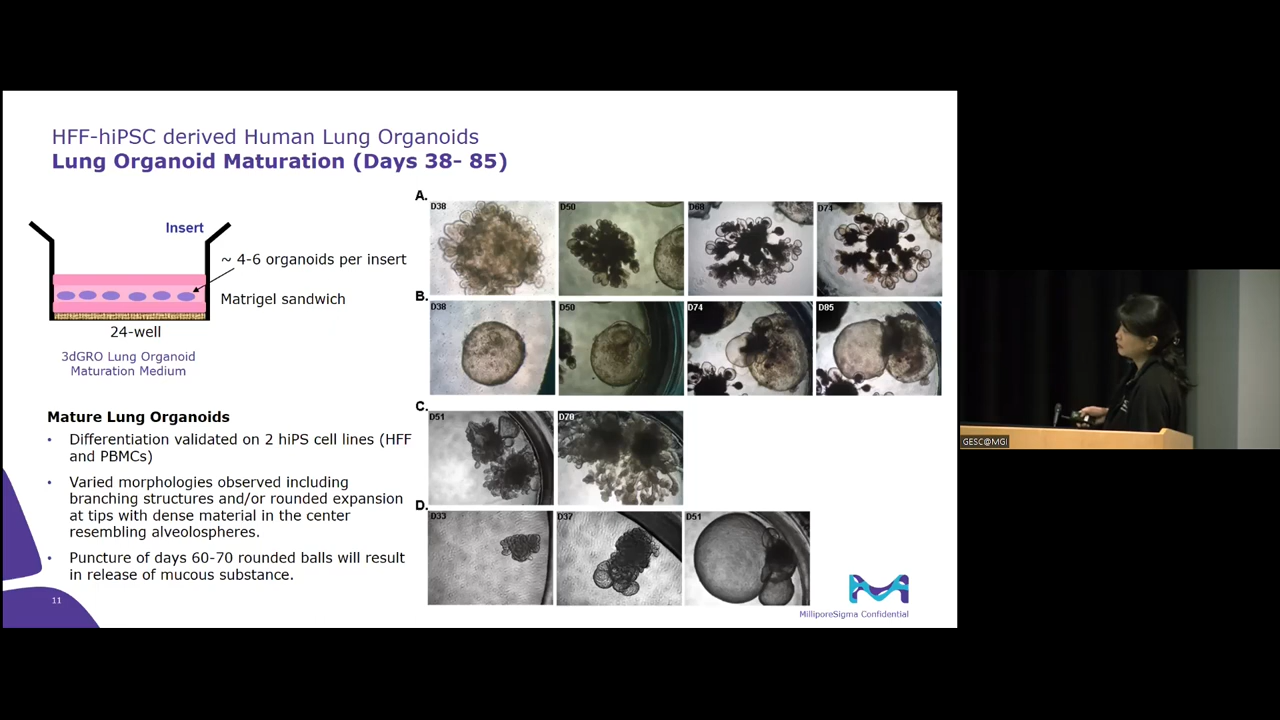 HFF-hiPSC derived Human Lung Organoids
Lung Organoid Maturation (Days 38- 85)
Insert
~ 4-6 organoids per insert
Matrigel sandwich
24-well
3dGRO Lung Organoid
Maturation Medium
Mature Lung Organoids
• Differentiation validated on 2 hiPS cell lines (HFF
and PBMCs)
• Varied morphologies observed including
branching structures and/or rounded expansion
at tips with dense material in the center
resembling alveolospheres.
• Puncture of days 60-70 rounded balls will result
in release of mucous substance.
A.
D38 D50 D68 D74
B.
D38 D50 D74 D85
C.
D51 D70
D.
D33 D37 D51
11
MilliporeSigma Confidential
GESC@MGI